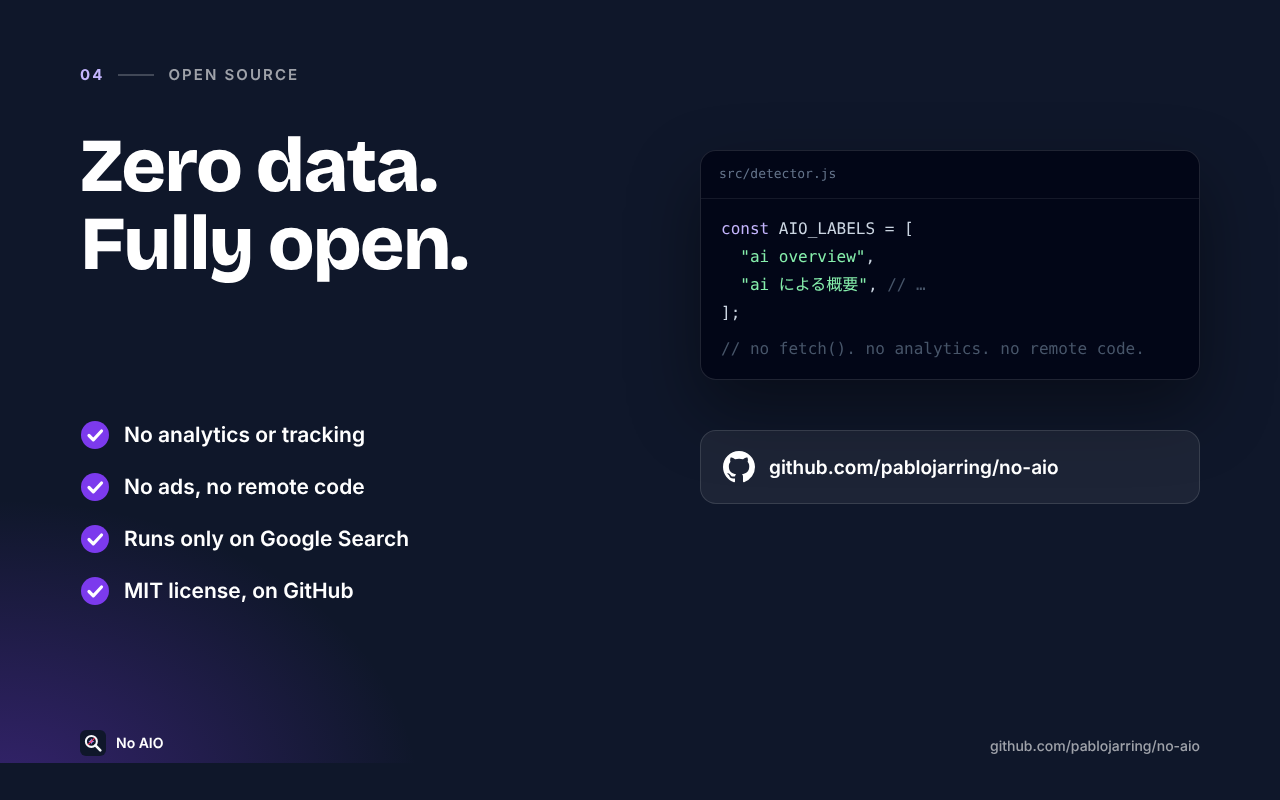 04 OPEN SOURCE
Zero data.
Fully open.
No analytics or tracking
No ads, no remote code
Runs only on Google Search
MIT license, on GitHub
src/detector.js
const AIO_LABELS = [
  "ai overview",
  "ai による概要", // …
];
// no fetch(). no analytics. no remote code.
github.com/pablojarring/no-aio
No AIO
github.com/pablojarring/no-aio